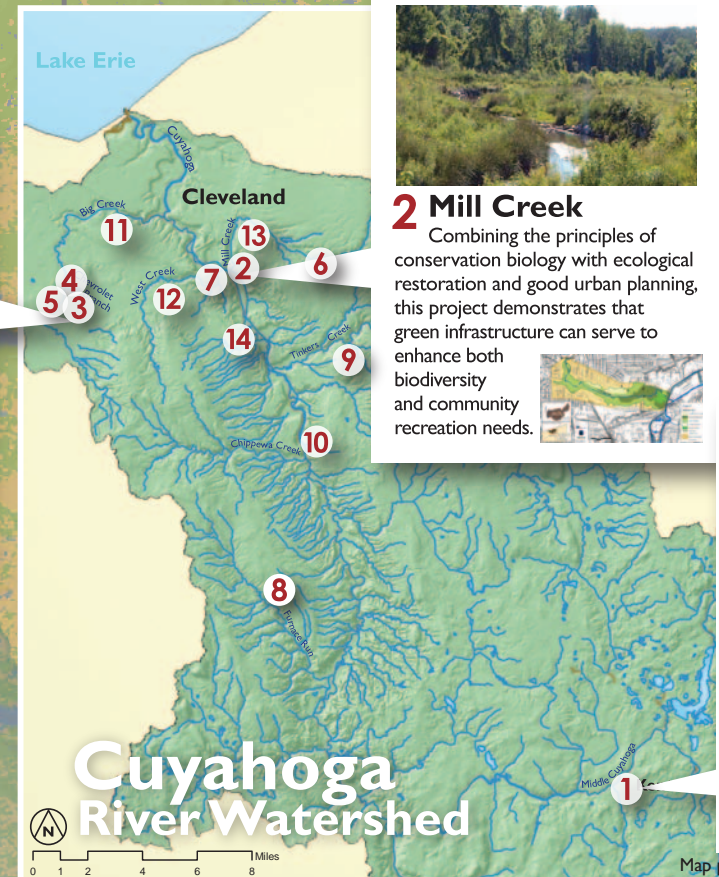 Lake Erie
Cuyahoga
Cleveland
Big Creek
11
Mill Creek
13
2
6
7
West Creek
12
4
5
3
14
Tinkers Creek
9
Chippewa Creek
10
8
Furnace Run
Middle Cuyahoga
1
2 Mill Creek
Combining the principles of
conservation biology with ecological
restoration and good urban planning,
this project demonstrates that
green infrastructure can serve to
enhance both
biodiversity
and community
recreation needs.
Cuyahoga
River Watershed
N
Miles
0 1 2 4 6 8
Map